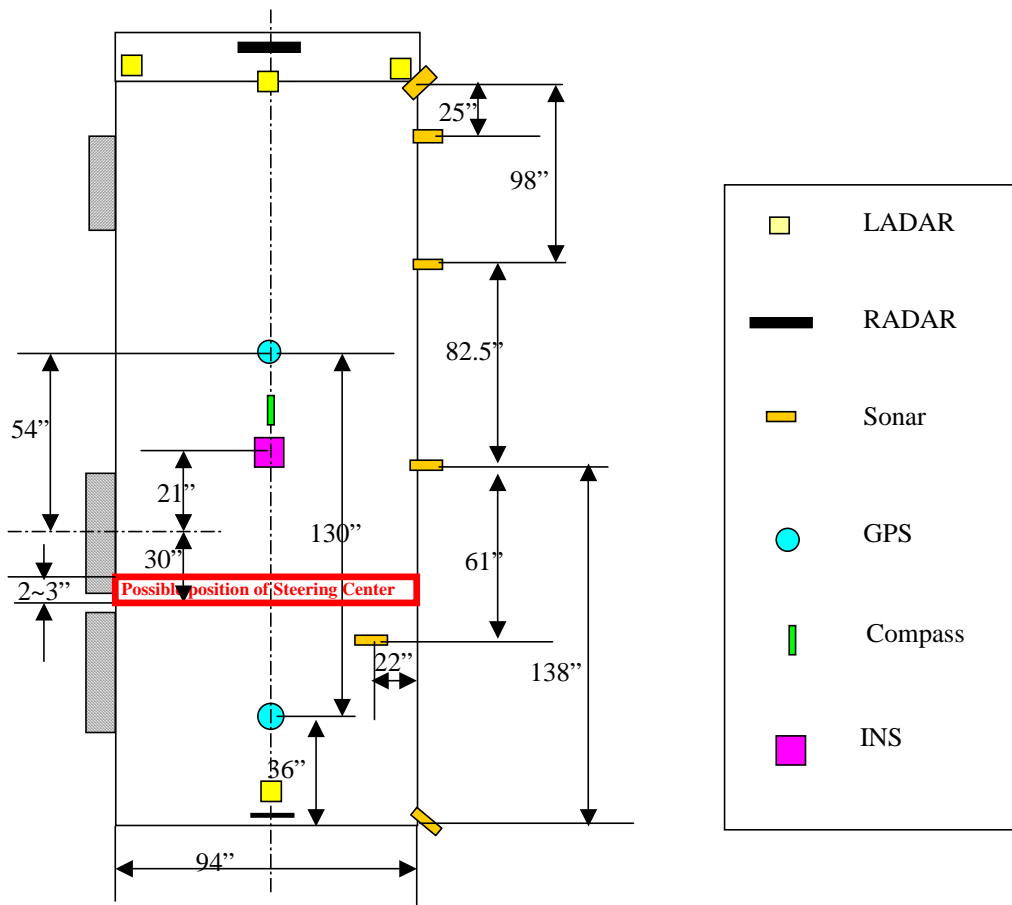 25”
98”
82.5”
54”
21”
130”
30”
61”
2~3”
Possible position of Steering Center
22”
138”
36”
94”
LADAR
RADAR
Sonar
GPS
Compass
INS